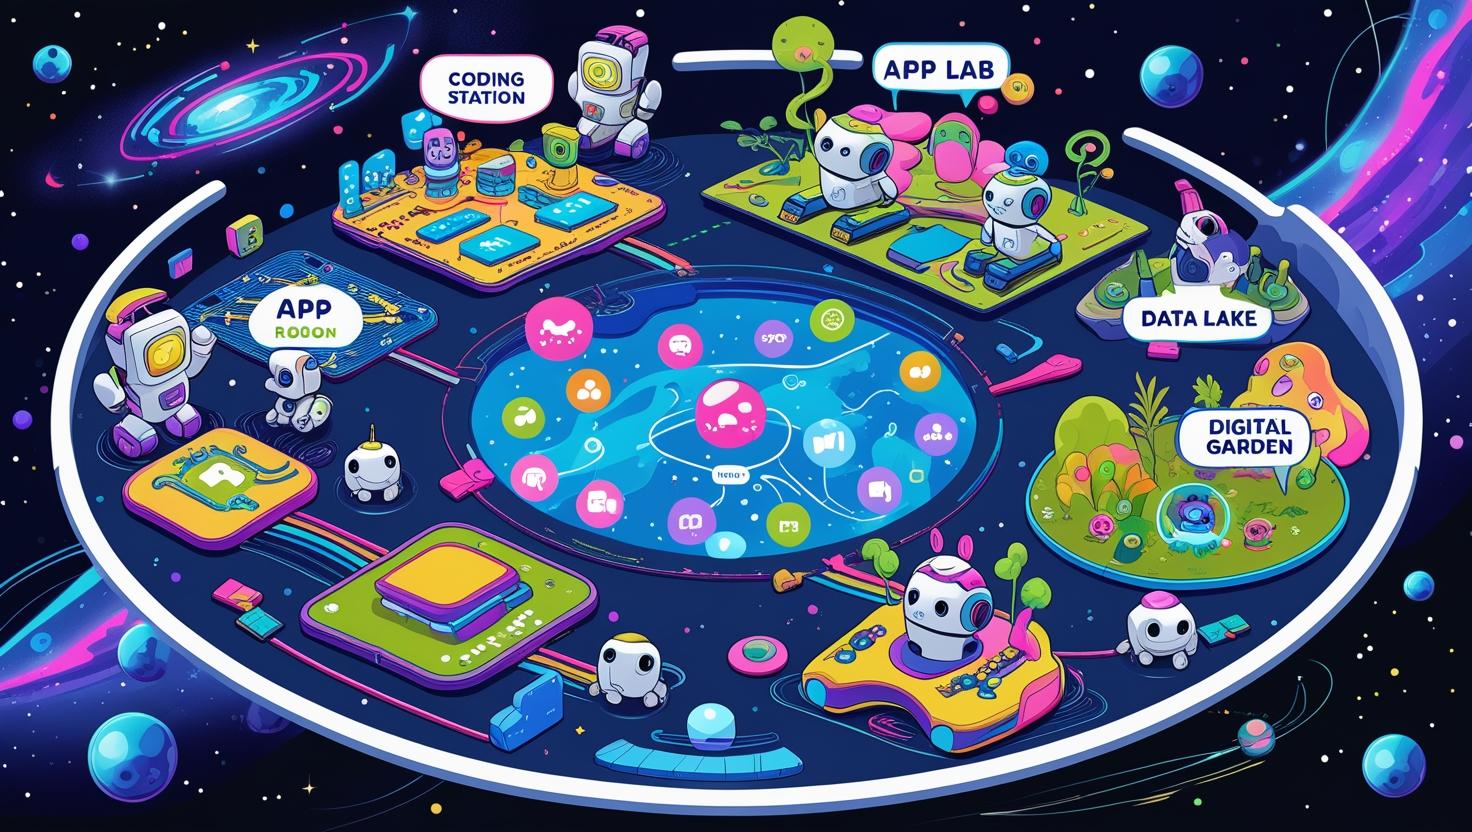 CODING
STATION
APP LAB
APP
ROOON
DATA LAKE
DIGITAL
GARDEN